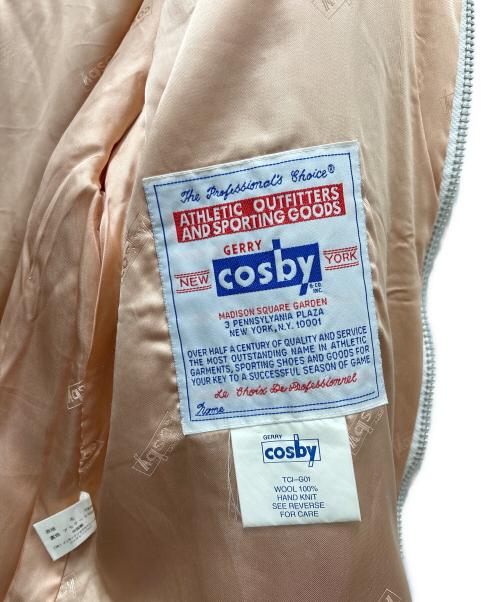 The Professional's Choice®
ATHLETIC OUTFITTERS
AND SPORTING GOODS
GERRY
NEW cosby YORK
& CO.
INC.
MADISON SQUARE GARDEN
3 PENNSYLYANIA PLAZA
NEW YORK, N.Y. 10001
OVER HALF A CENTURY OF QUALITY AND SERVICE
THE MOST OUTSTANDING NAME IN ATHLETIC
GARMENTS, SPORTING SHOES AND GOODS FOR
YOUR KEY TO A SUCCESSFUL SEASON OF GAME
Le Choix De Professionnel
GERRY
cosby
TCI-G01
WOOL 100%
HAND KNIT
SEE REVERSE
FOR CARE